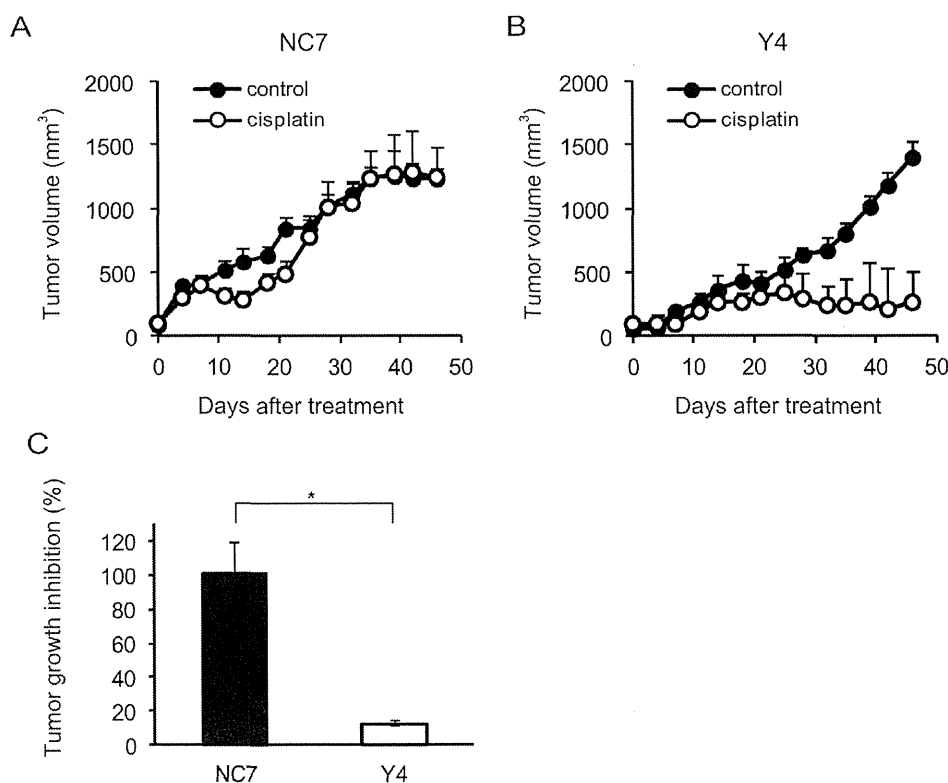 A
NC7
control
cisplatin
Tumor volume (mm³)
2000
1500
1000
500
0
0 10 20 30 40 50
Days after treatment
B
Y4
control
cisplatin
Tumor volume (mm³)
2000
1500
1000
500
0
0 10 20 30 40 50
Days after treatment
C
*
Tumor growth inhibition (%)
120
100
80
60
40
20
0
NC7 Y4